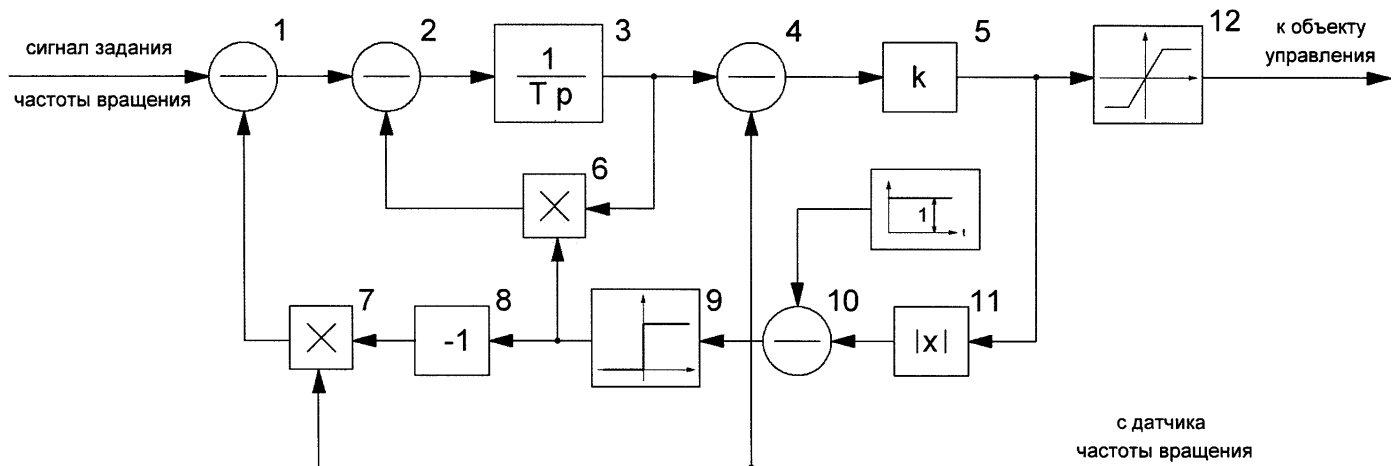 1
2
3
4
5
12
сигнал задания
частоты вращения
к объекту
управления
—
—
1
T p
—
k
6
×
1
t
7
8
9
10
11
×
-1
—
|x|
с датчика
частоты вращения